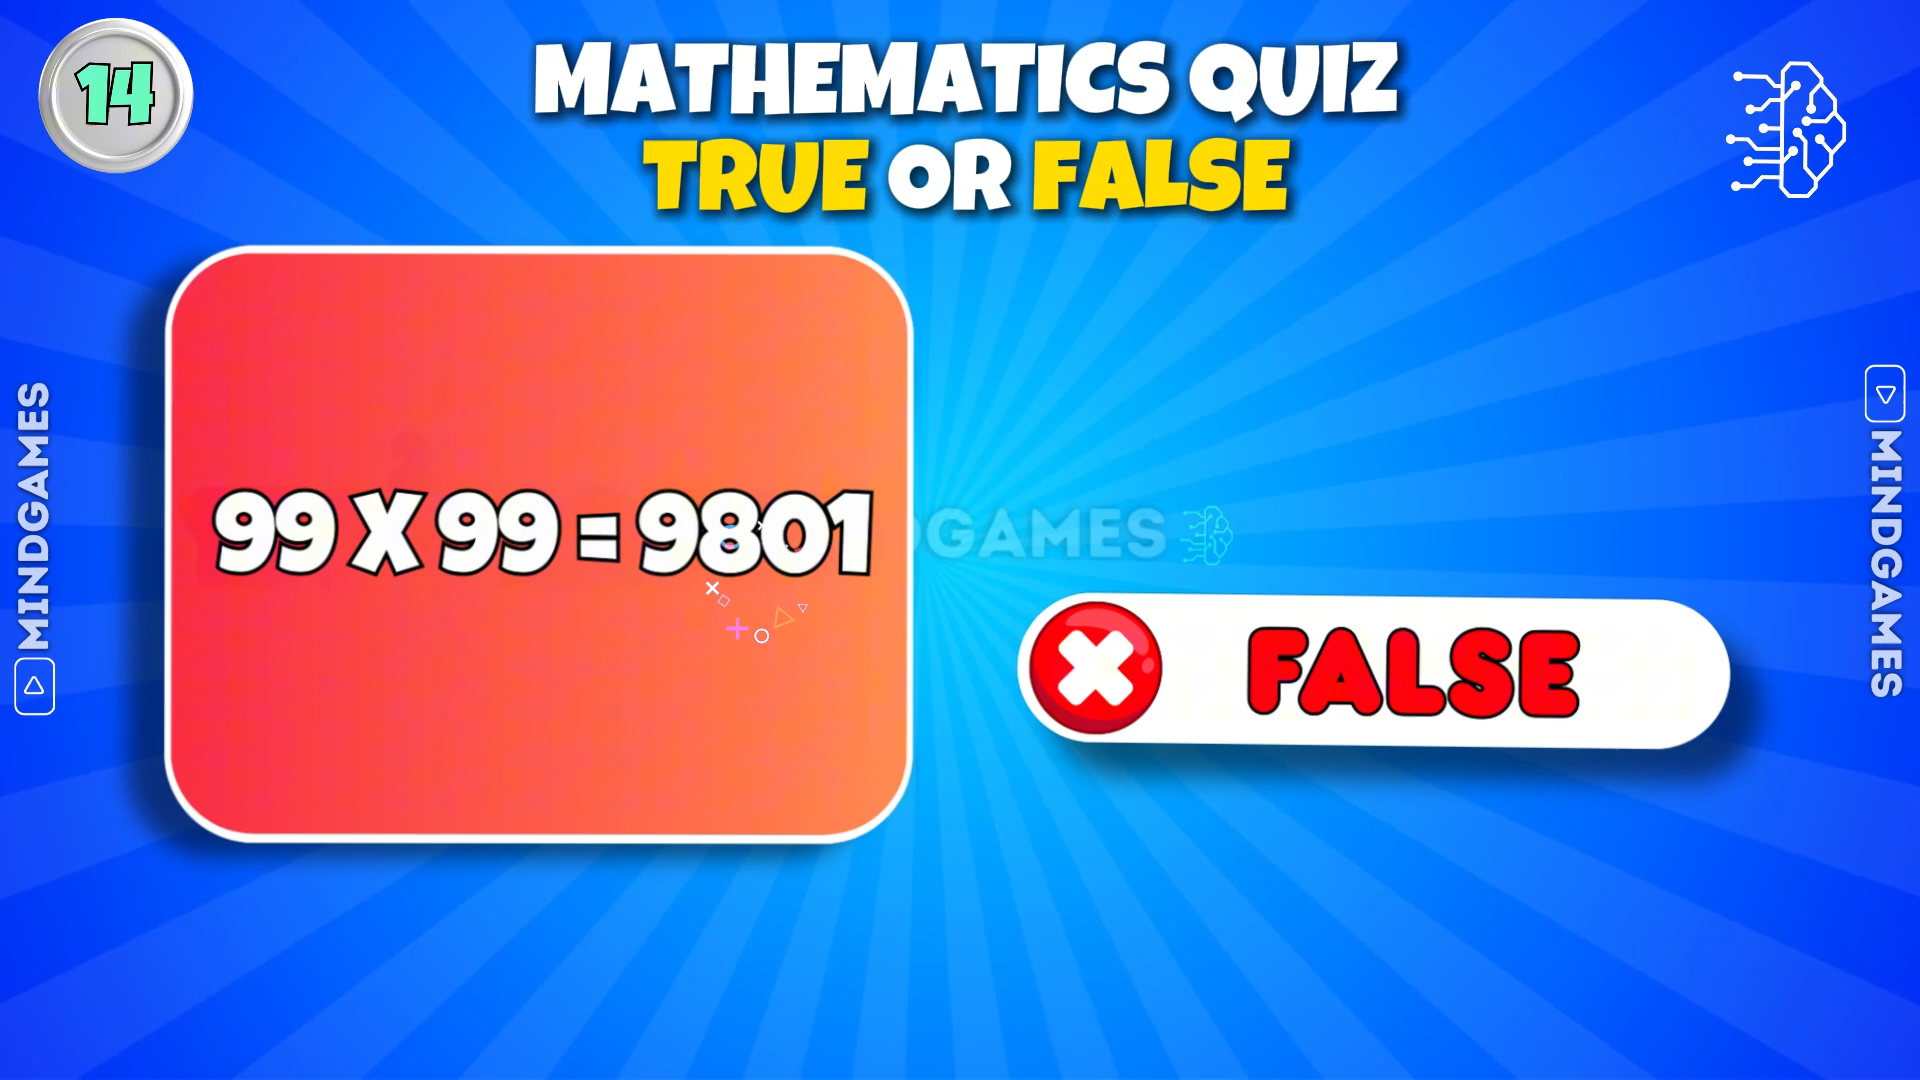 14
MATHEMATICS QUIZ
TRUE OR FALSE
99 X 99 = 9801
FALSE
MINDGAMES
MINDGAMES